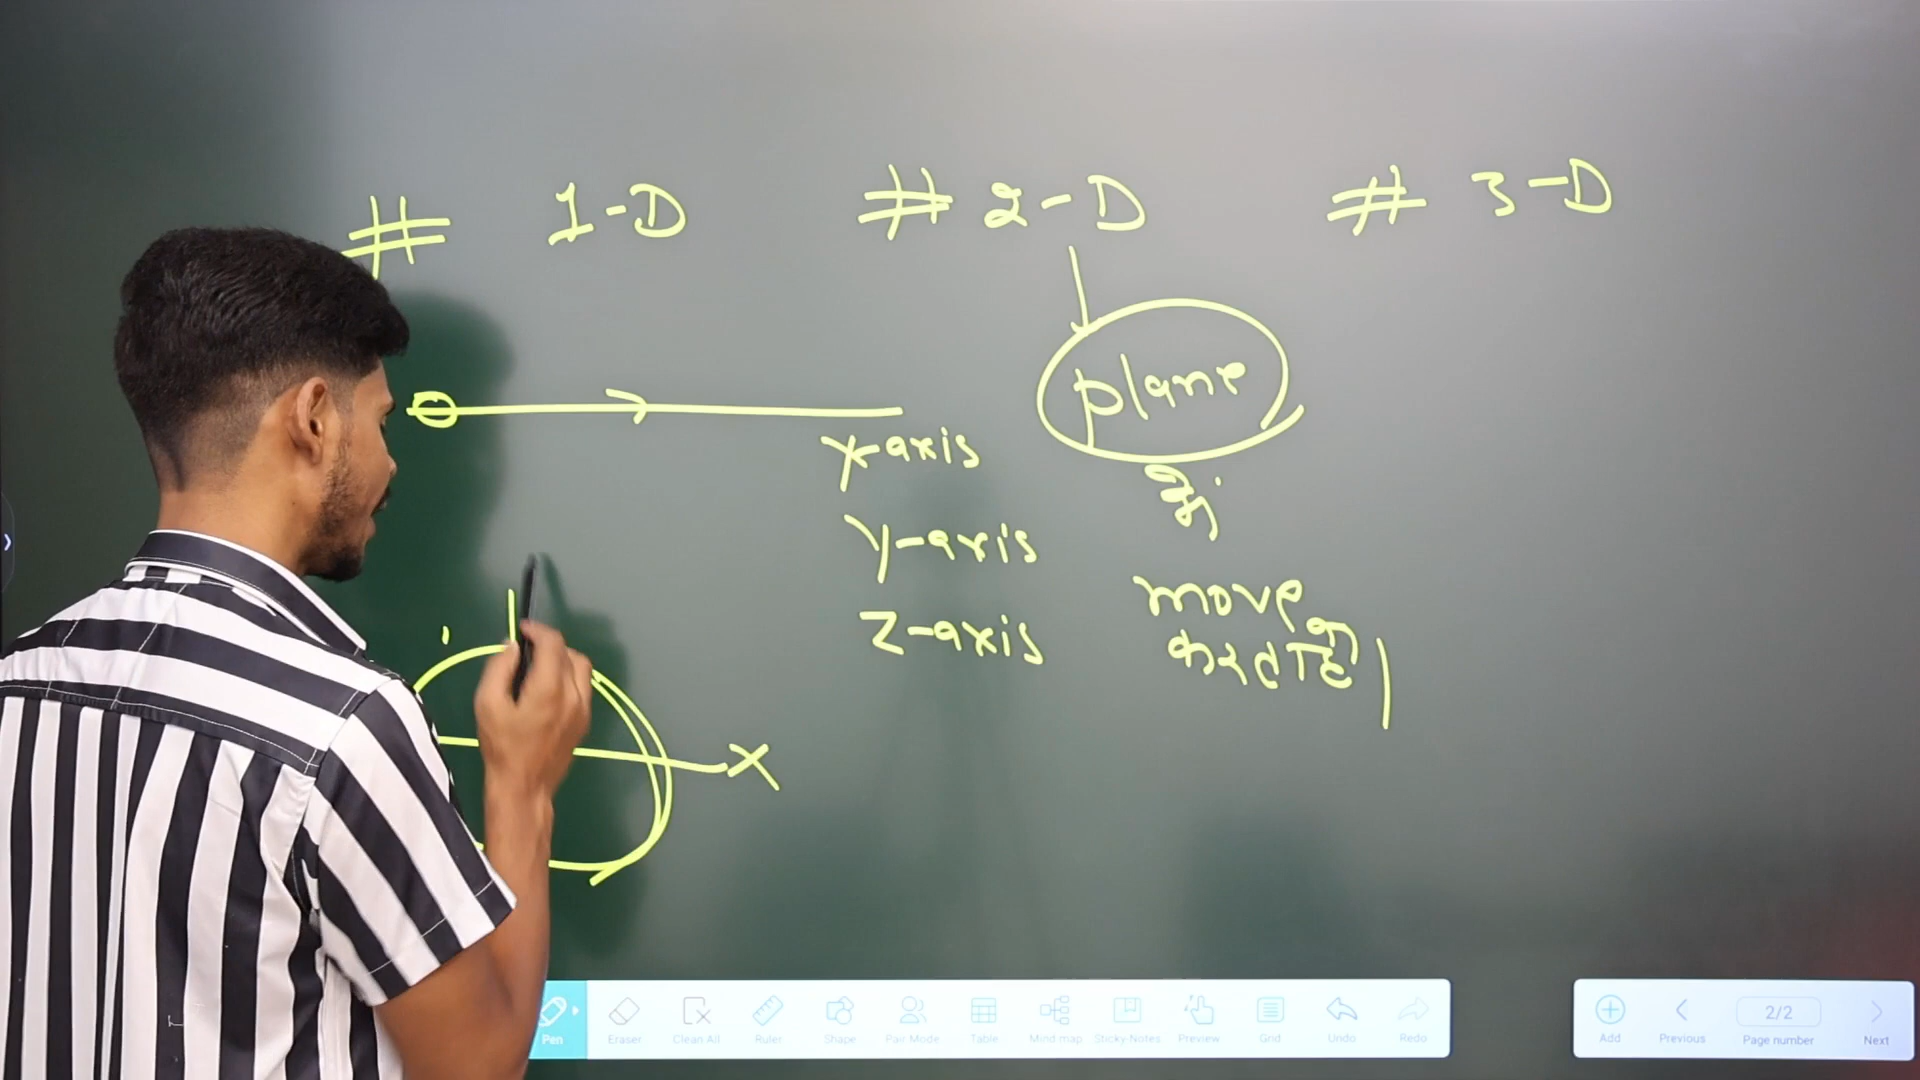 # 1-D # 2-D # 3-D
plane
में
x-axis
y-axis
z-axis
move
करता है।
X
Pen Eraser Clean All Ruler Shape Pair Mode Table Mind map Sticky-Notes Preview Grid Undo Redo
Add Previous 2/2 Page number Next